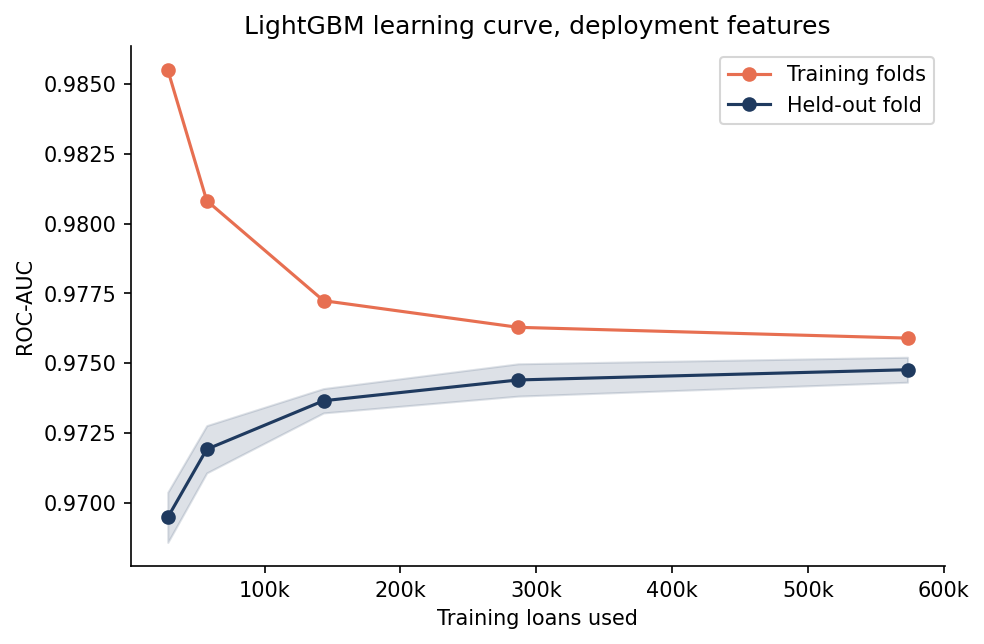 LightGBM learning curve, deployment features
Training folds
Held-out fold
0.9850
0.9825
0.9800
0.9775
0.9750
0.9725
0.9700
ROC-AUC
100k
200k
300k
400k
500k
600k
Training loans used